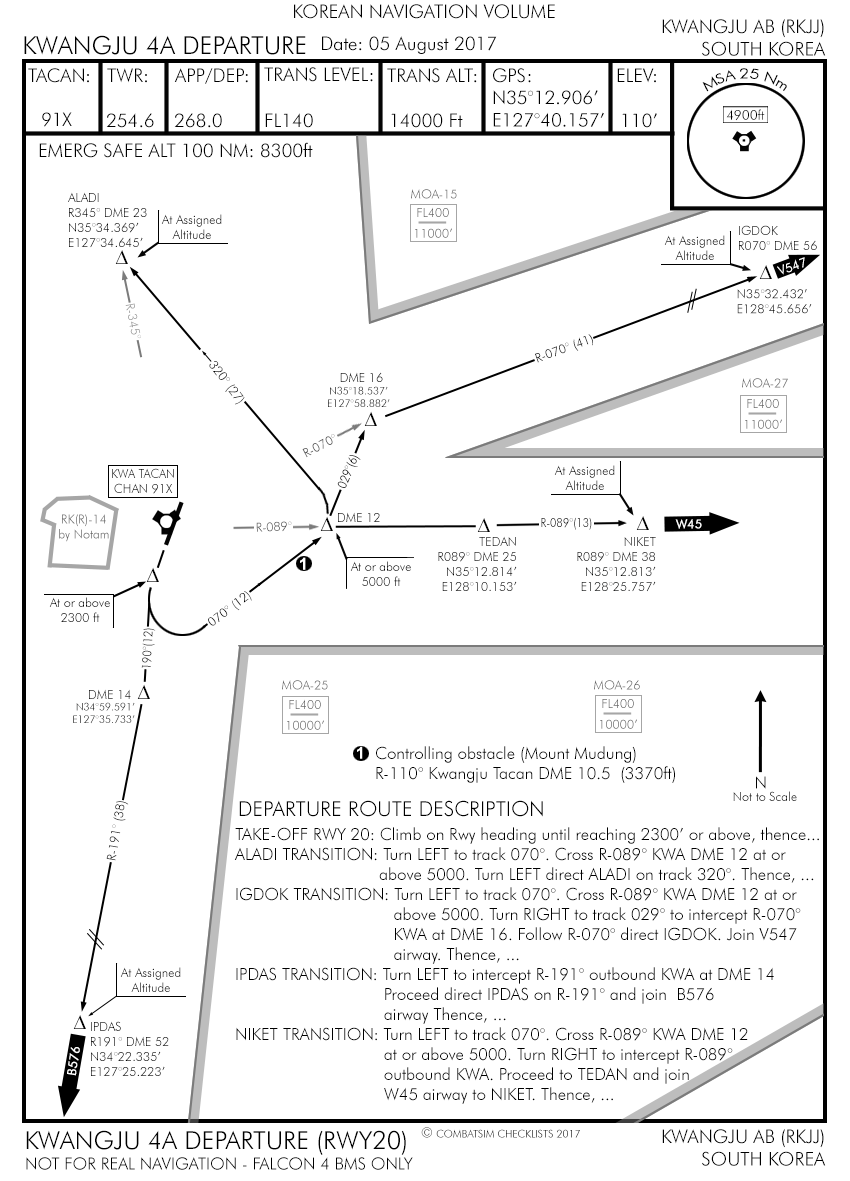 KOREAN NAVIGATION VOLUME
KWANGJU 4A DEPARTURE Date: 05 August 2017
KWANGJU AB (RKJJ)
SOUTH KOREA
TACAN: 91X
TWR: 254.6
APP/DEP: 268.0
TRANS LEVEL: FL140
TRANS ALT: 14000 Ft
GPS:
N35°12.906’
E127°40.157’
ELEV: 110’
MSA 25 Nm
4900ft
EMERG SAFE ALT 100 NM: 8300ft
ALADI
R345° DME 23
N35°34.369’
E127°34.645’
At Assigned
Altitude
R-345°
MOA-15
FL400
11000’
At Assigned
Altitude
IGDOK
R070° DME 56
V547
N35°32.432’
E128°45.656’
320° (27)
R-070° (41)
DME 16
N35°18.537’
E127°58.882’
R-070°
029°(6)
MOA-27
FL400
11000’
KWA TACAN
CHAN 91X
RK(R)-14
by Notam
R-089°
DME 12
At or above
5000 ft
1
070° (12)
At or above
2300 ft
TEDAN
R089° DME 25
N35°12.814’
E128°10.153’
R-089°(13)
At Assigned
Altitude
NIKET
R089° DME 38
N35°12.813’
E128°25.757’
W45
190°(12)
DME 14
N34°59.591’
E127°35.733’
R-191° (38)
At Assigned
Altitude
IPDAS
R191° DME 52
N34°22.335’
E127°25.223’
B576
MOA-25
FL400
10000’
MOA-26
FL400
10000’
1 Controlling obstacle (Mount Mudung)
R-110° Kwangju Tacan DME 10.5 (3370ft)
N
Not to Scale
DEPARTURE ROUTE DESCRIPTION
TAKE-OFF RWY 20: Climb on Rwy heading until reaching 2300’ or above, thence...
ALADI TRANSITION: Turn LEFT to track 070°. Cross R-089° KWA DME 12 at or
above 5000. Turn LEFT direct ALADI on track 320°. Thence, ...
IGDOK TRANSITION: Turn LEFT to track 070°. Cross R-089° KWA DME 12 at or
above 5000. Turn RIGHT to track 029° to intercept R-070°
KWA at DME 16. Follow R-070° direct IGDOK. Join V547
airway. Thence, ...
IPDAS TRANSITION: Turn LEFT to intercept R-191° outbound KWA at DME 14
Proceed direct IPDAS on R-191° and join B576
airway Thence, ...
NIKET TRANSITION: Turn LEFT to track 070°. Cross R-089° KWA DME 12
at or above 5000. Turn RIGHT to intercept R-089°
outbound KWA. Proceed to TEDAN and join
W45 airway to NIKET. Thence, ...
KWANGJU 4A DEPARTURE (RWY20)
© COMBATSIM CHECKLISTS 2017
NOT FOR REAL NAVIGATION - FALCON 4 BMS ONLY
KWANGJU AB (RKJJ)
SOUTH KOREA